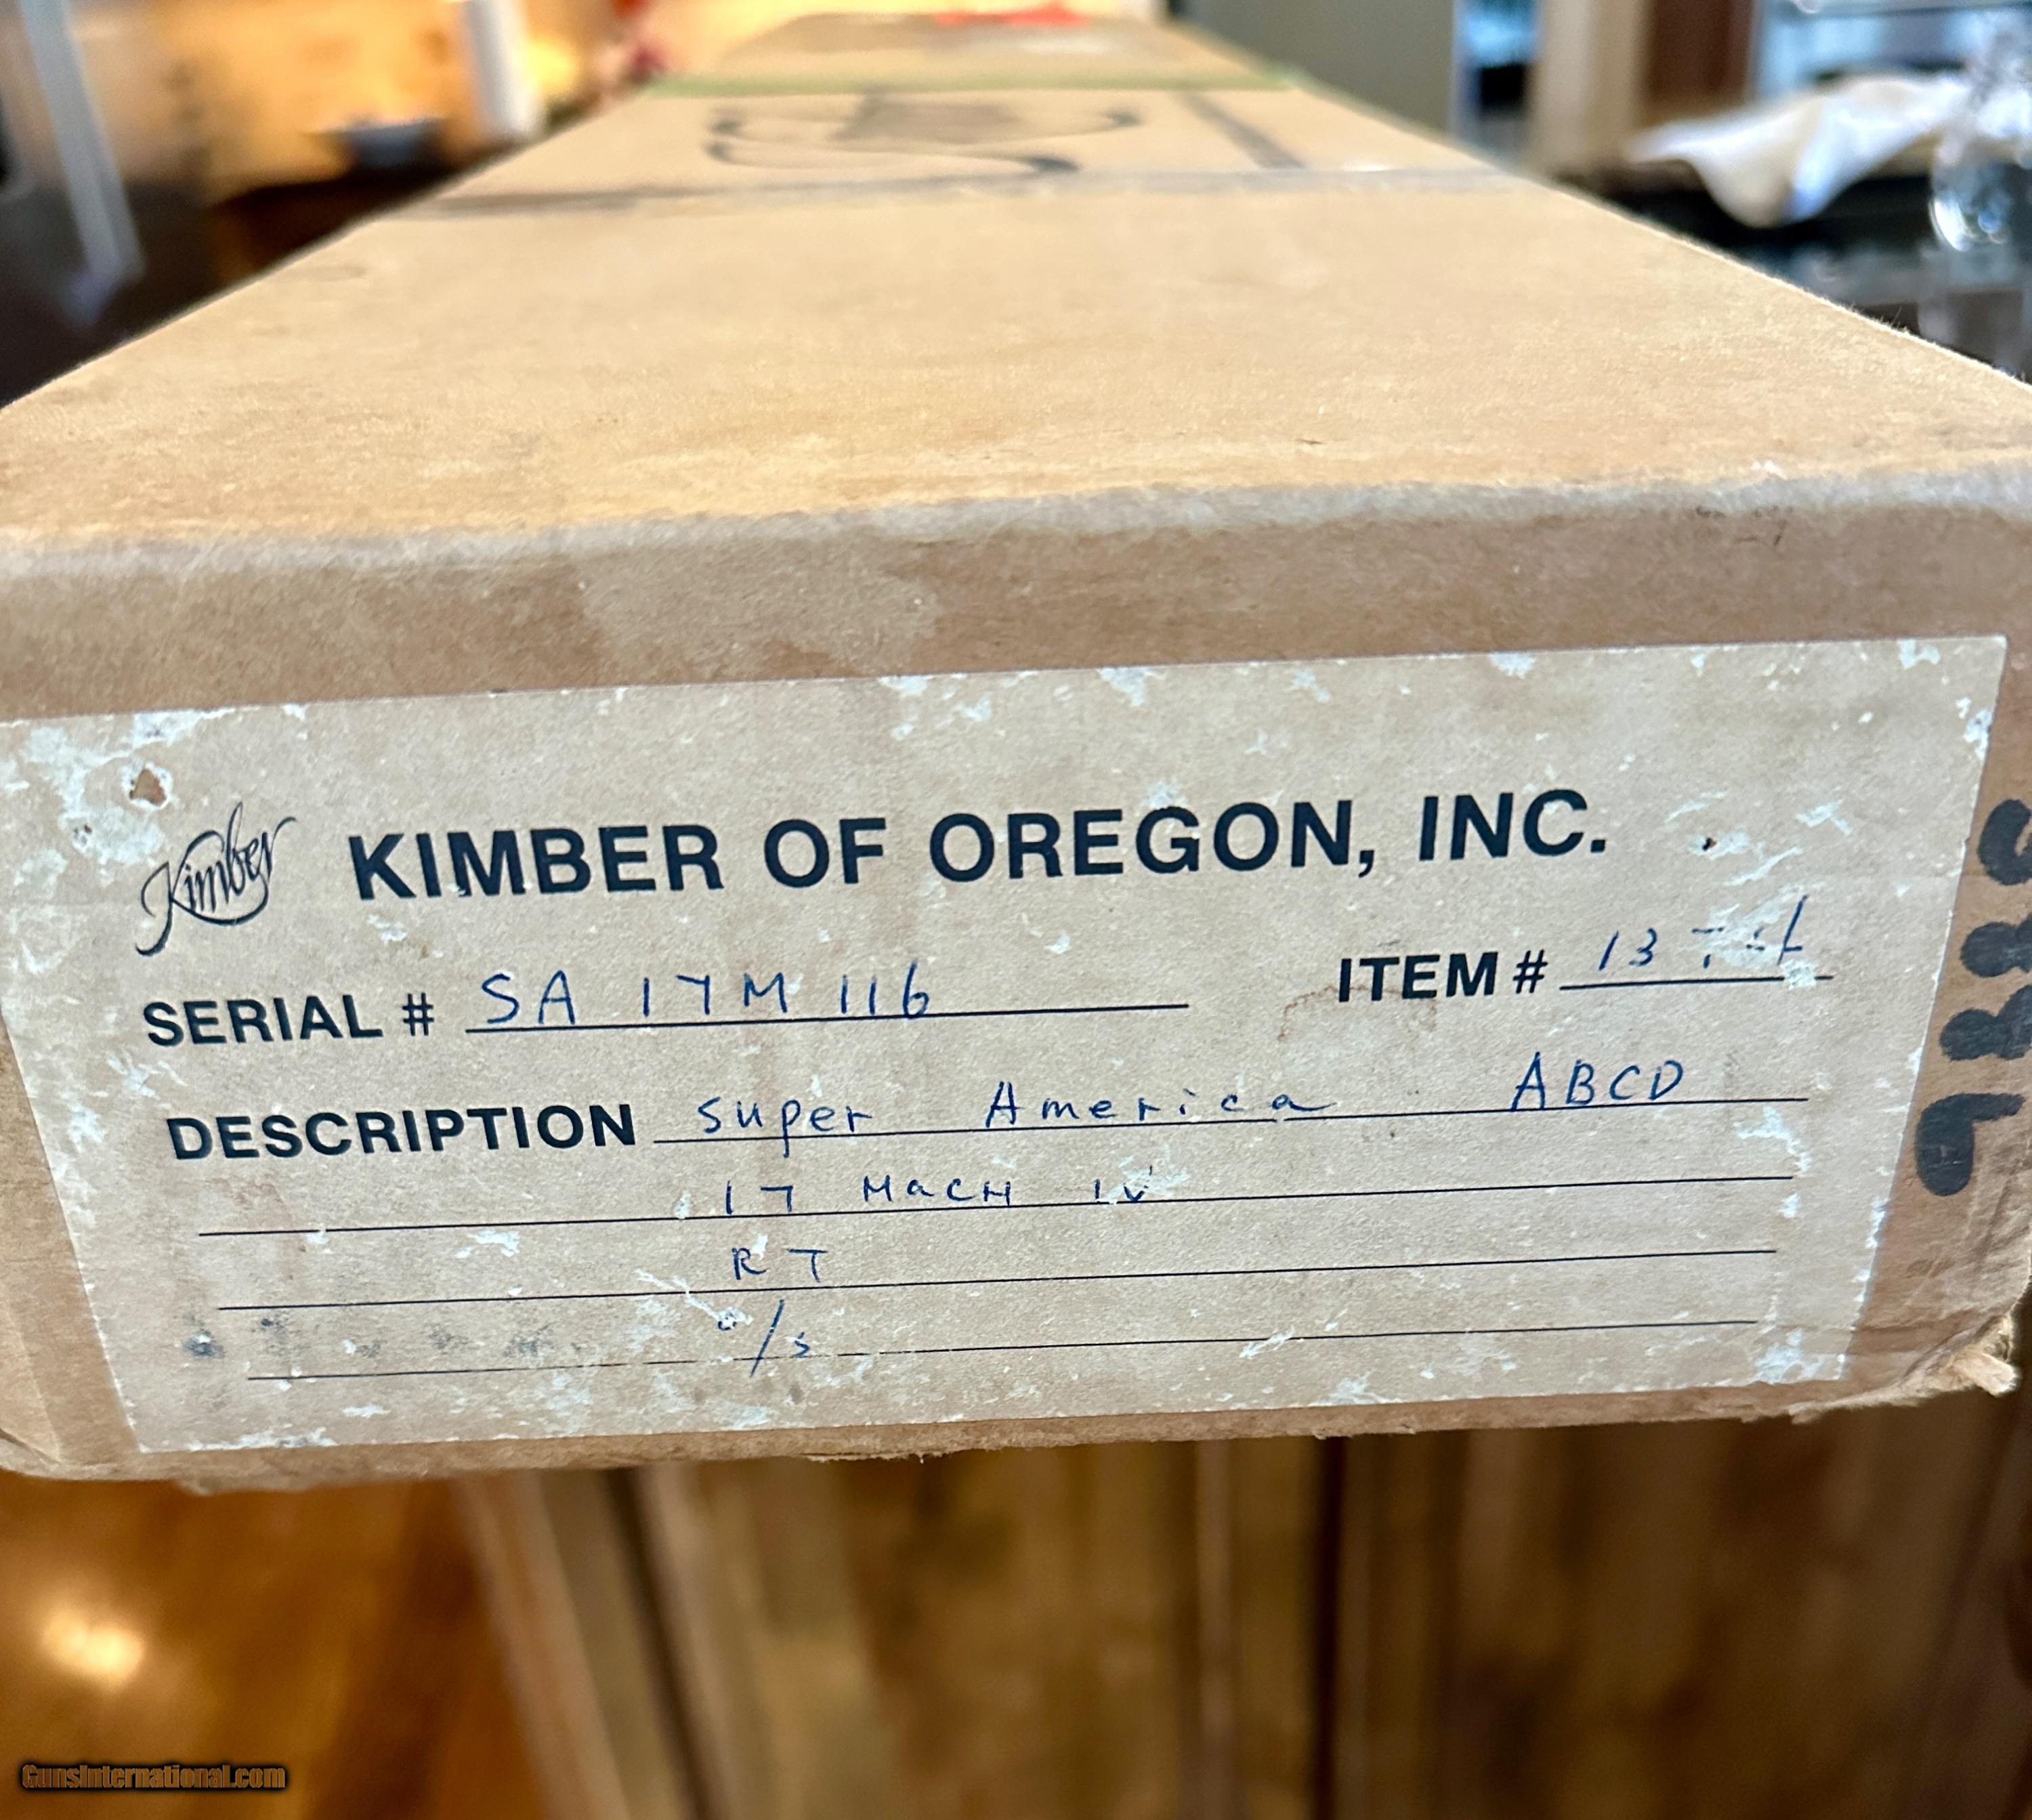 Kimber KIMBER OF OREGON, INC.
SERIAL # SA 17M 116 ITEM #
DESCRIPTION super America ABCD
17 MacH IV
RT
o/s
GunsInternational.com